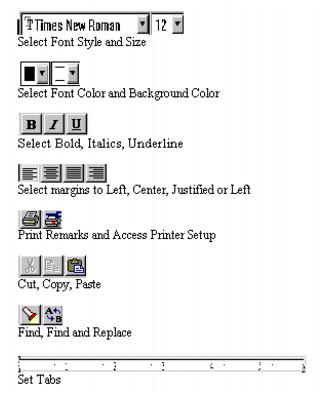 Times New Roman 12
Select Font Style and Size
Select Font Color and Background Color
B I U
Select Bold, Italics, Underline
Select margins to Left, Center, Justified or Left
Print Remarks and Access Printer Setup
Cut, Copy, Paste
A B
Find, Find and Replace
Set Tabs